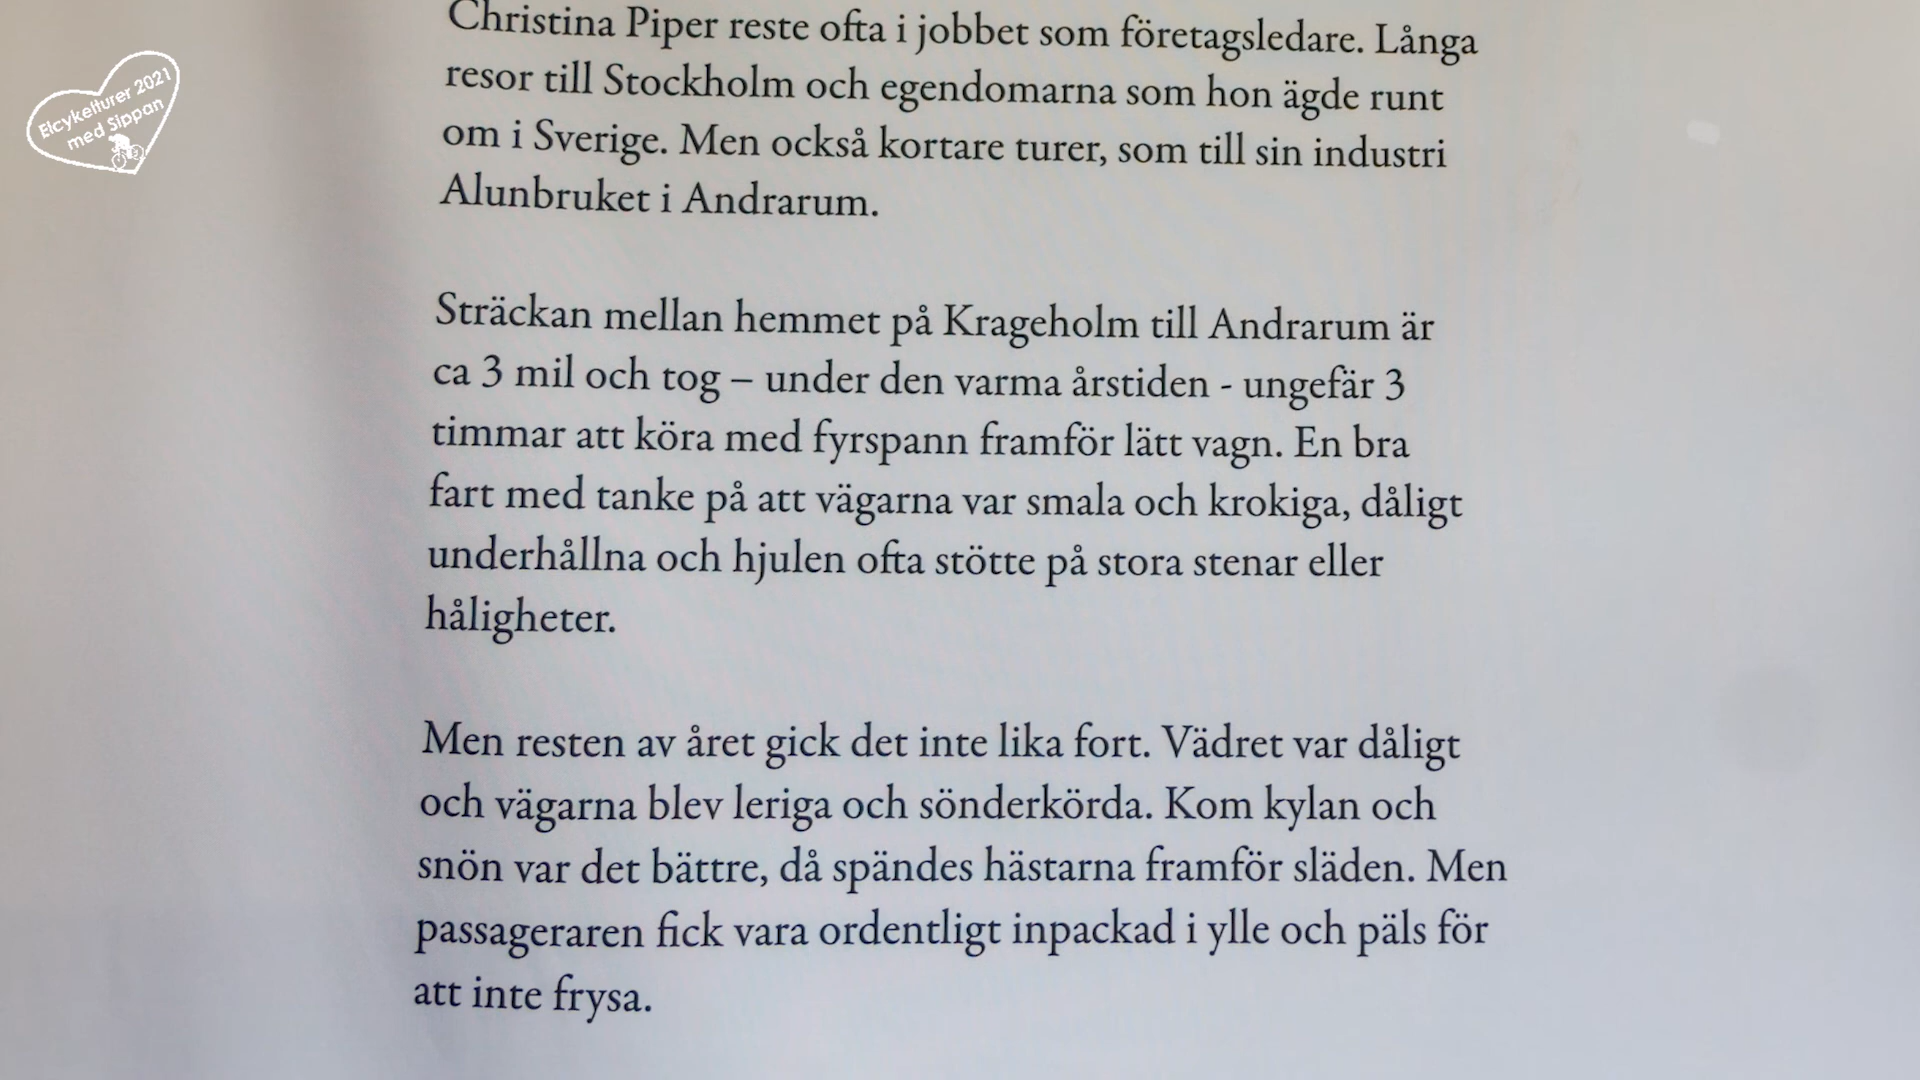 Elcykelturer 2021
med Sippan
Christina Piper reste ofta i jobbet som företagsledare. Långa
resor till Stockholm och egendomarna som hon ägde runt
om i Sverige. Men också kortare turer, som till sin industri
Alunbruket i Andrarum.
Sträckan mellan hemmet på Krageholm till Andrarum är
ca 3 mil och tog – under den varma årstiden - ungefär 3
timmar att köra med fyrspann framför lätt vagn. En bra
fart med tanke på att vägarna var smala och krokiga, dåligt
underhållna och hjulen ofta stötte på stora stenar eller
håligheter.
Men resten av året gick det inte lika fort. Vädret var dåligt
och vägarna blev leriga och sönderkörda. Kom kylan och
snön var det bättre, då spändes hästarna framför släden. Men
passageraren fick vara ordentligt inpackad i ylle och päls för
att inte frysa.